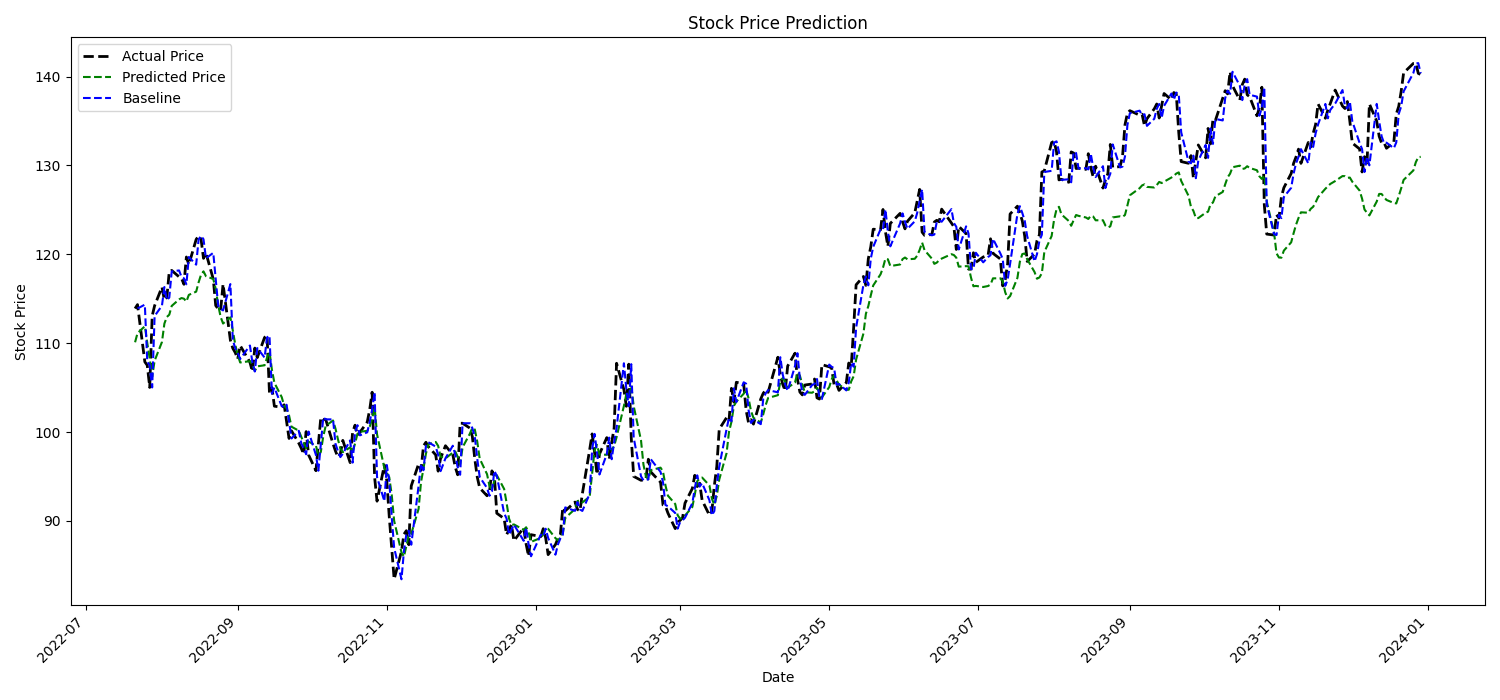 Stock Price Prediction
Actual Price
Predicted Price
Baseline
Stock Price
140
130
120
110
100
90
2022-07
2022-09
2022-11
2023-01
2023-03
2023-05
2023-07
2023-09
2023-11
2024-01
Date